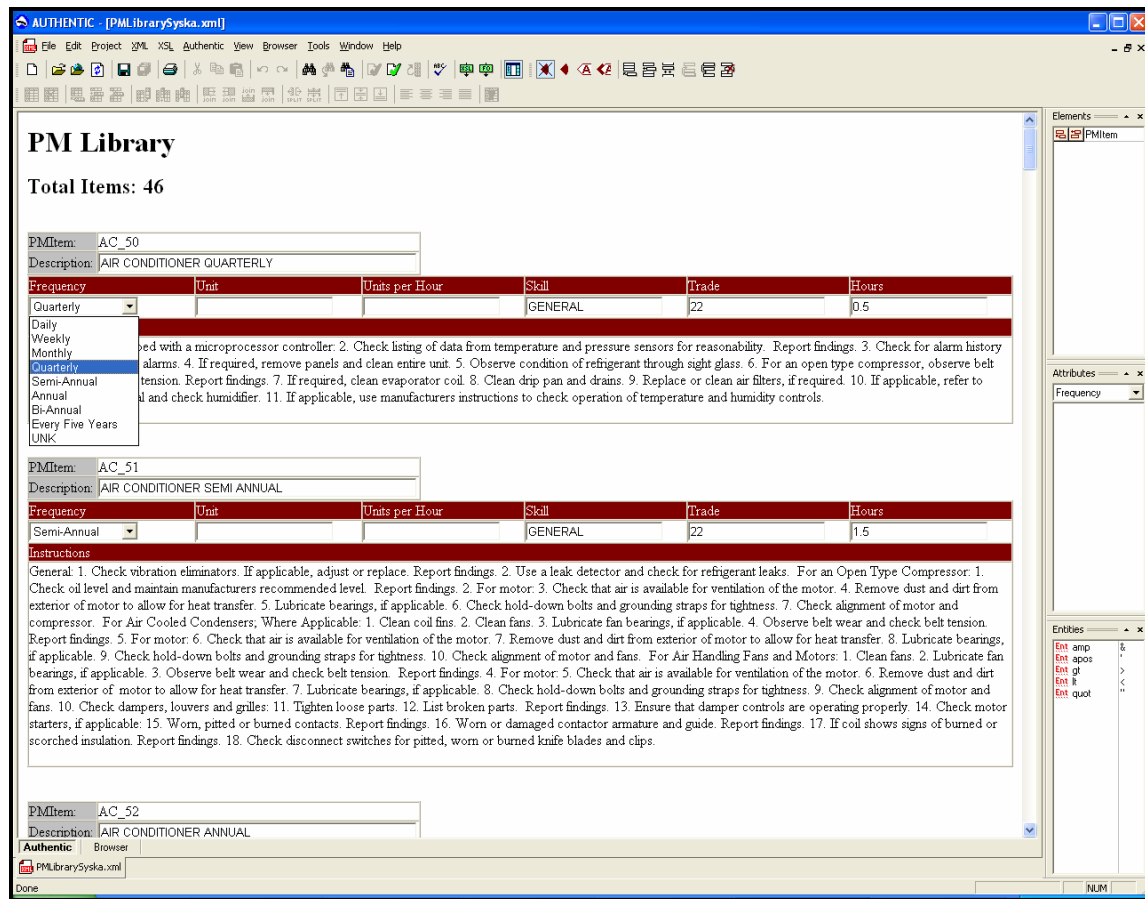 AUTHENTIC - [PMLibrarySyska.xml]
File Edit Project XML XSL Authentic View Browser Tools Window Help
PM Library
Total Items: 46
PMItem: AC_50
Description: AIR CONDITIONER QUARTERLY
Frequency Unit Units per Hour Skill Trade Hours
Quarterly GENERAL 22 0.5
Daily
Weekly
Monthly
Quarterly
Semi-Annual
Annual
Bi-Annual
Every Five Years
UNK
with a microprocessor controller: 2. Check listing of data from temperature and pressure sensors for reasonability. Report findings. 3. Check for alarm history
alarms. 4. If required, remove panels and clean entire unit. 5. Observe condition of refrigerant through sight glass. 6. For an open type compressor, observe belt
tension. Report findings. 7. If required, clean evaporator coil. 8. Clean drip pan and drains. 9. Replace or clean air filters, if required. 10. If applicable, refer to
and check humidifier. 11. If applicable, use manufacturers instructions to check operation of temperature and humidity controls.
PMItem: AC_51
Description: AIR CONDITIONER SEMI ANNUAL
Frequency Unit Units per Hour Skill Trade Hours
Semi-Annual GENERAL 22 1.5
Instructions
General: 1. Check vibration eliminators. If applicable, adjust or replace. Report findings. 2. Use a leak detector and check for refrigerant leaks. For an Open Type Compressor: 1.
Check oil level and maintain manufacturers recommended level. Report findings. 2. For motor: 3. Check that air is available for ventilation of the motor. 4. Remove dust and dirt from
exterior of motor to allow for heat transfer. 5. Lubricate bearings, if applicable. 6. Check hold-down bolts and grounding straps for tightness. 7. Check alignment of motor and
compressor. For Air Cooled Condensers; Where Applicable: 1. Clean coil fins. 2. Clean fans. 3. Lubricate fan bearings, if applicable. 4. Observe belt wear and check belt tension.
Report findings. 5. For motor: 6. Check that air is available for ventilation of the motor. 7. Remove dust and dirt from exterior of motor to allow for heat transfer. 8. Lubricate bearings,
if applicable. 9. Check hold-down bolts and grounding straps for tightness. 10. Check alignment of motor and fans. For Air Handling Fans and Motors: 1. Clean fans. 2. Lubricate fan
bearings, if applicable. 3. Observe belt wear and check belt tension. Report findings. 4. For motor: 5. Check that air is available for ventilation of the motor. 6. Remove dust and dirt
from exterior of motor to allow for heat transfer. 7. Lubricate bearings, if applicable. 8. Check hold-down bolts and grounding straps for tightness. 9. Check alignment of motor and
fans. 10. Check dampers, louvers and grilles: 11. Tighten loose parts. 12. List broken parts. Report findings. 13. Ensure that damper controls are operating properly. 14. Check motor
starters, if applicable: 15. Worn, pitted or burned contacts. Report findings. 16. Worn or damaged contactor armature and guide. Report findings. 17. If coil shows signs of burned or
scorched insulation. Report findings. 18. Check disconnect switches for pitted, worn or burned knife blades and clips.
PMItem: AC_52
Description: AIR CONDITIONER ANNUAL
Authentic Browser
PMLibrarySyska.xml
Done NUM
Elements
PMItem
Attributes
Frequency
Entities
Ent amp &
Ent apos '
Ent gt >
Ent lt <
Ent quot "